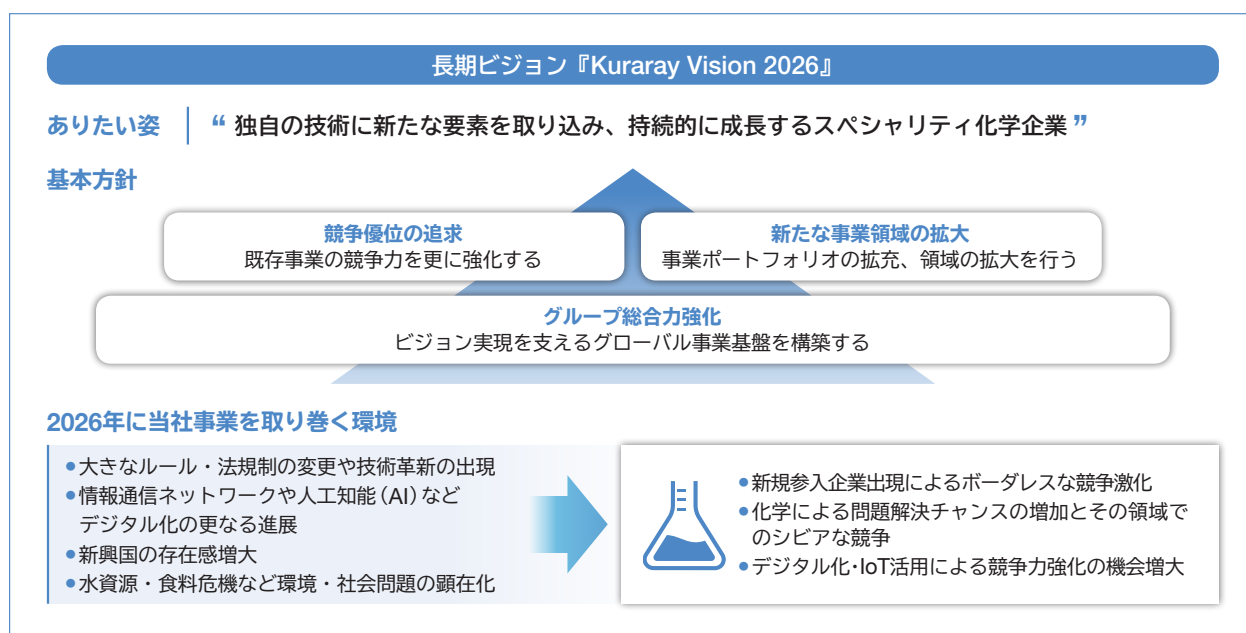 長期ビジョン『Kuraray Vision 2026』
ありたい姿 “ 独自の技術に新たな要素を取り込み、持続的に成長するスペシャリティ化学企業 ”
基本方針
競争優位の追求
既存事業の競争力を更に強化する
新たな事業領域の拡大
事業ポートフォリオの拡充、領域の拡大を行う
グループ総合力強化
ビジョン実現を支えるグローバル事業基盤を構築する
2026年に当社事業を取り巻く環境
●大きなルール・法規制の変更や技術革新の出現
●情報通信ネットワークや人工知能（AI）など
デジタル化の更なる進展
●新興国の存在感増大
●水資源・食料危機など環境・社会問題の顕在化
●新規参入企業出現によるボーダレスな競争激化
●化学による問題解決チャンスの増加とその領域で
のシビアな競争
●デジタル化・IoT活用による競争力強化の機会増大